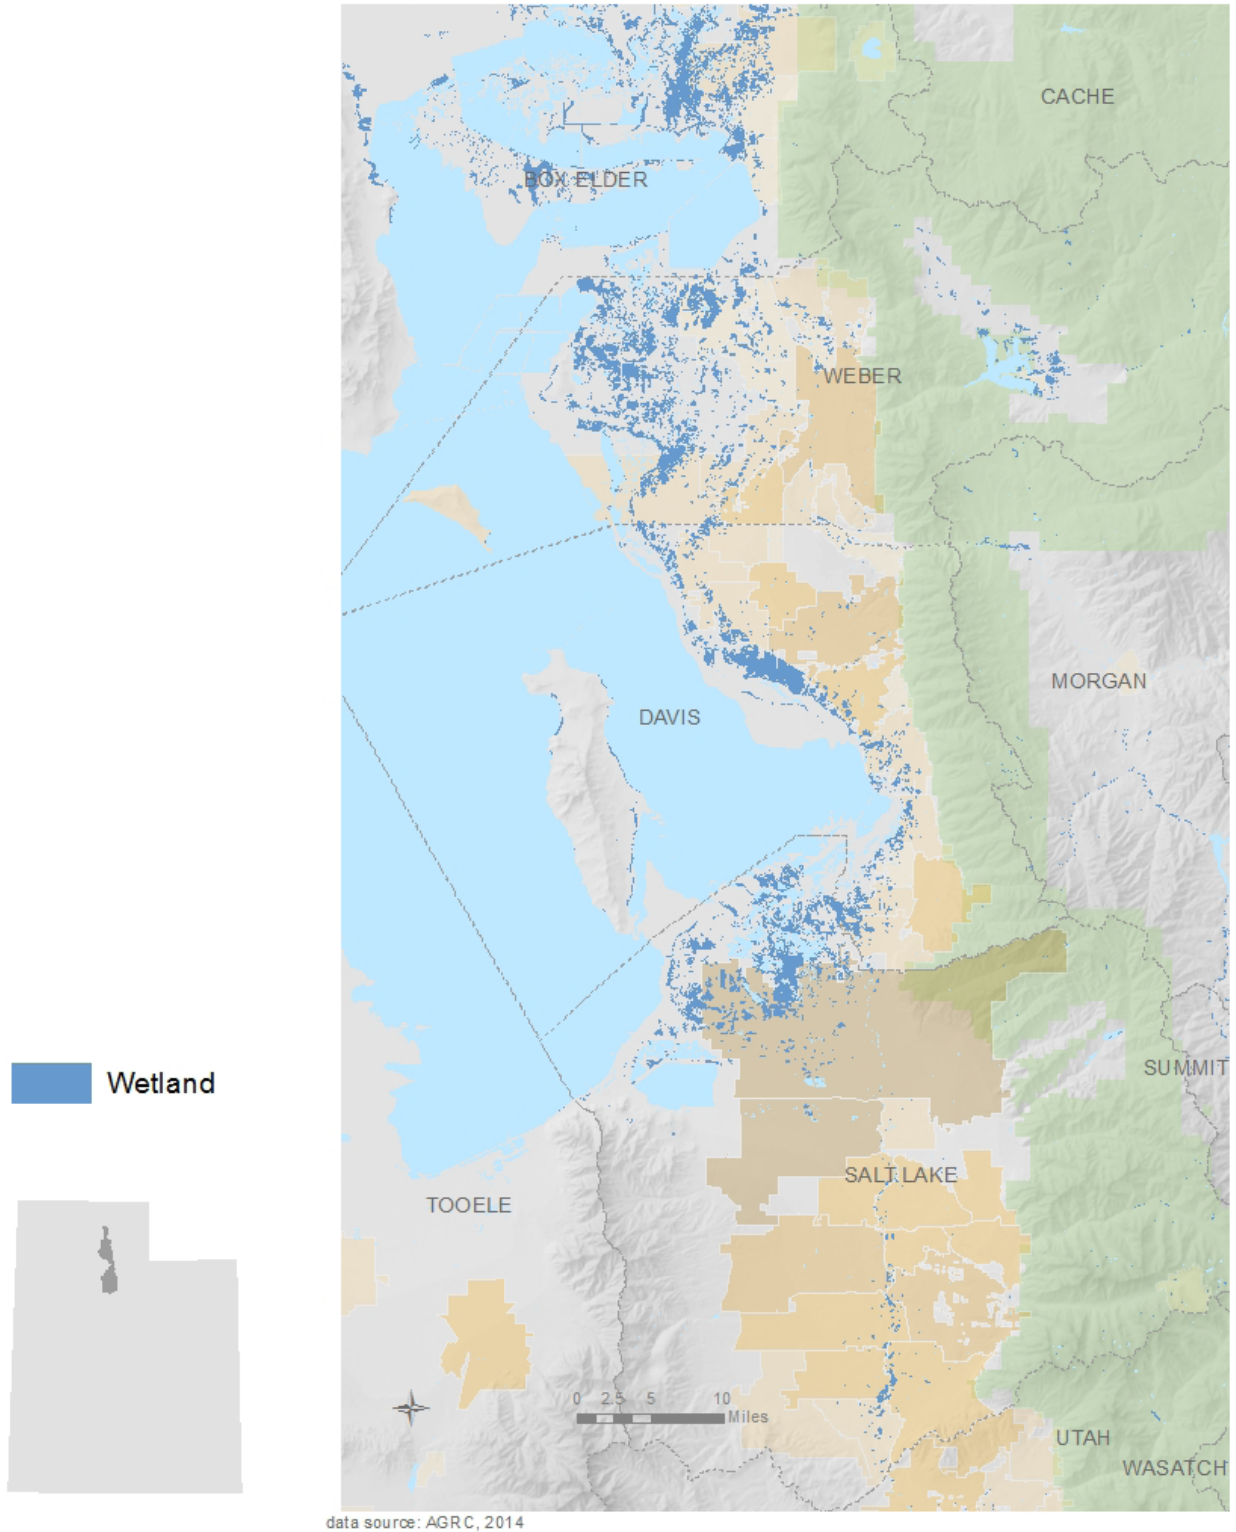 CACHE
BOX ELDER
WEBER
MORGAN
DAVIS
Wetland
SUMMIT
SALT LAKE
TOOELE
0 2.5 5 10
Miles
UTAH
WASATCH
data source: AGRC, 2014